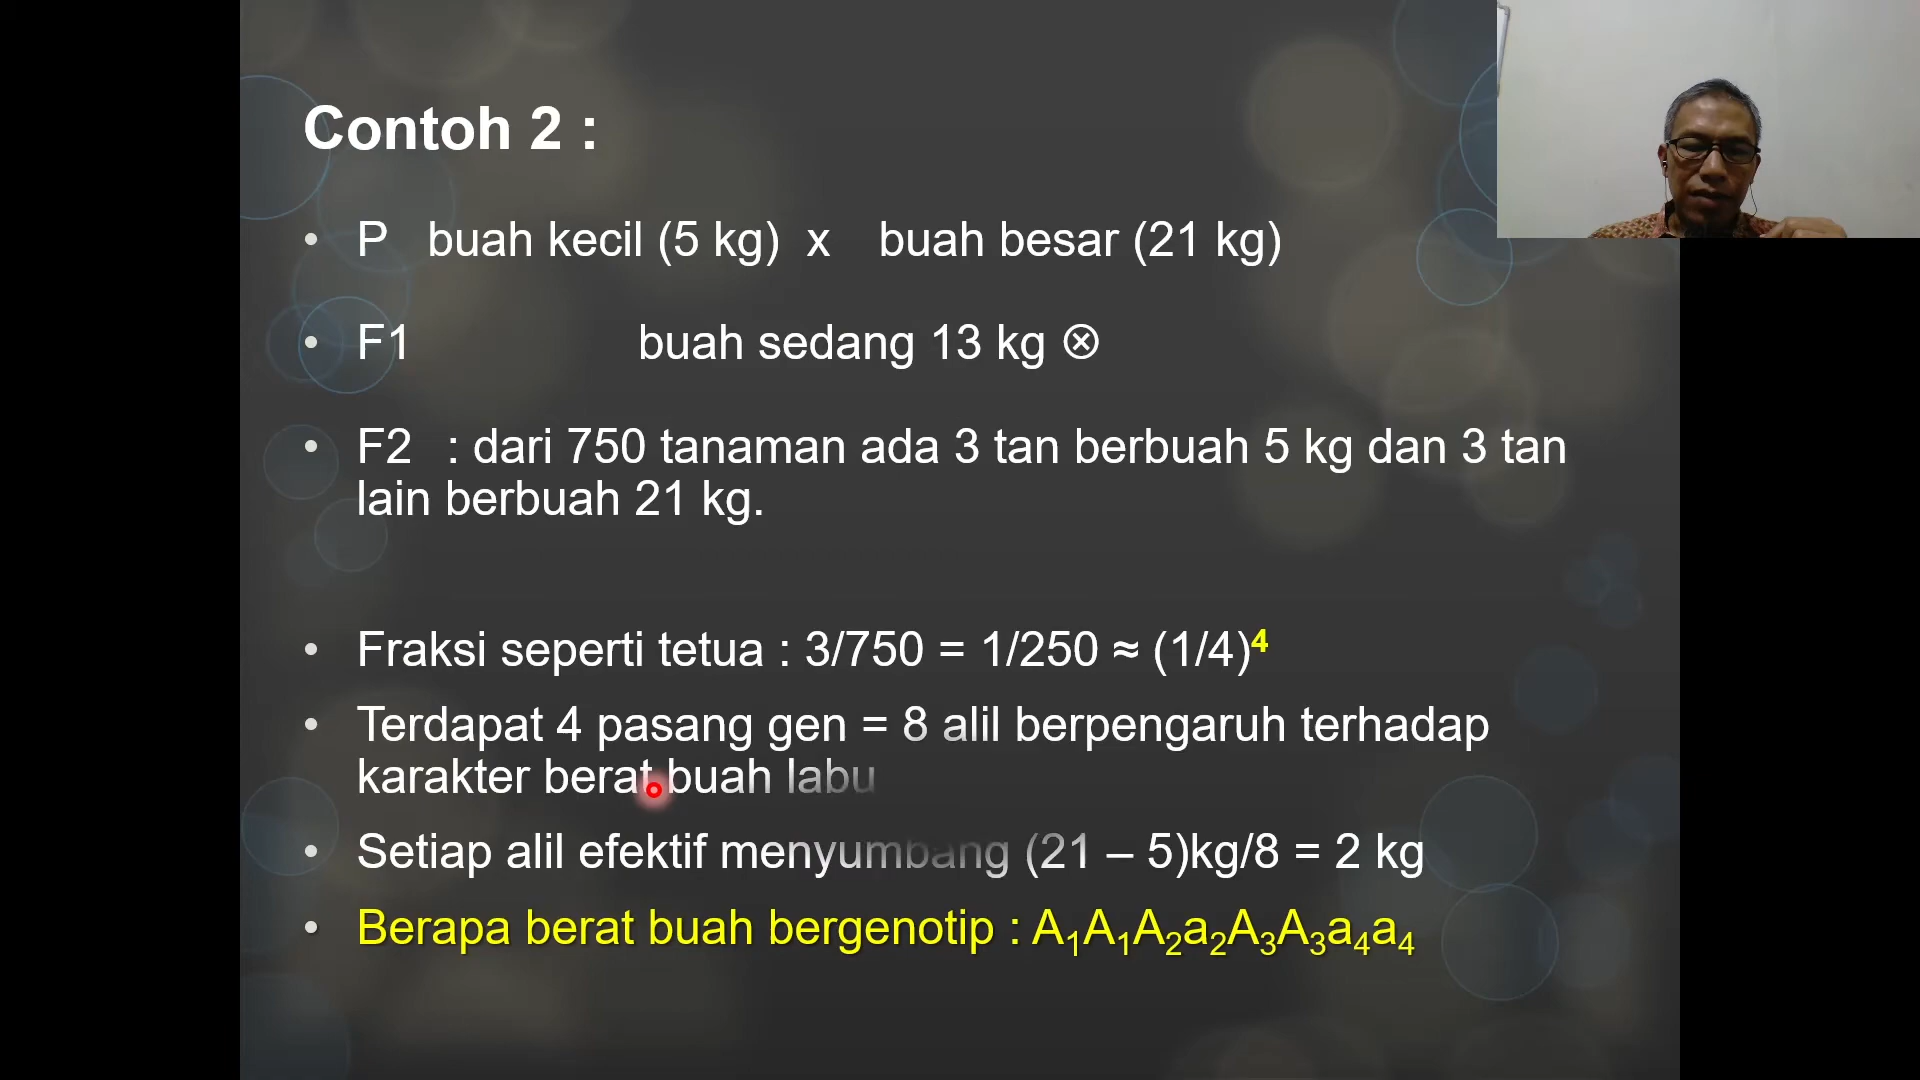 Contoh 2 :
• P buah kecil (5 kg) x buah besar (21 kg)
• F1 buah sedang 13 kg ⊗
• F2 : dari 750 tanaman ada 3 tan berbuah 5 kg dan 3 tan
lain berbuah 21 kg.
• Fraksi seperti tetua : 3/750 = 1/250 ≈ (1/4)⁴
• Terdapat 4 pasang gen = 8 alil berpengaruh terhadap
karakter berat buah labu
• Setiap alil efektif menyumbang (21 – 5)kg/8 = 2 kg
• Berapa berat buah bergenotip : A₁A₁A₂a₂A₃A₃a₄a₄